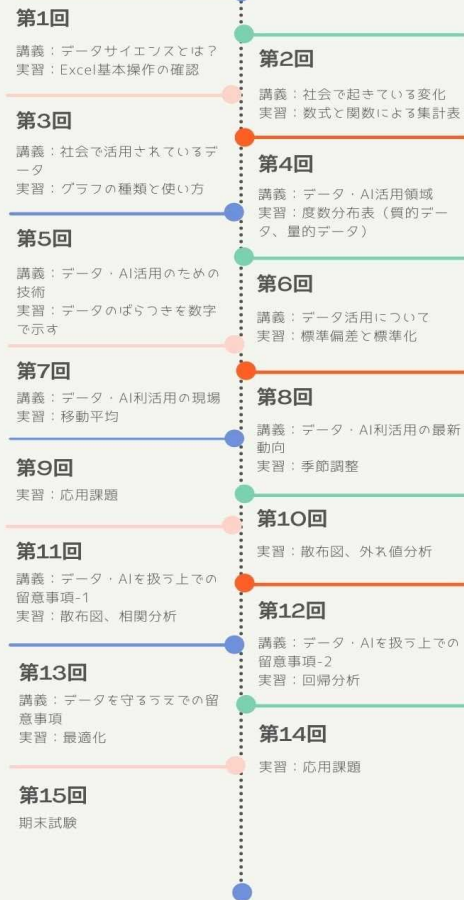 第1回
講義：データサイエンスとは？
実習：Excel基本操作の確認
第2回
講義：社会で起きている変化
実習：数式と関数による集計表
第3回
講義：社会で活用されているデ
ータ
実習：グラフの種類と使い方
第4回
講義：データ・AI活用領域
実習：度数分布表（質的デー
タ、量的データ）
第5回
講義：データ・AI活用のための
技術
実習：データのばらつきを数字
で示す
第6回
講義：データ活用について
実習：標準偏差と標準化
第7回
講義：データ・AI利活用の現場
実習：移動平均
第8回
講義：データ・AI利活用の最新
動向
実習：季節調整
第9回
実習：応用課題
第10回
実習：散布図、外れ値分析
第11回
講義：データ・AIを扱う上での
留意事項-1
実習：散布図、相関分析
第12回
講義：データ・AIを扱う上での
留意事項-2
実習：回帰分析
第13回
講義：データを守るうえでの留
意事項
実習：最適化
第14回
実習：応用課題
第15回
期末試験